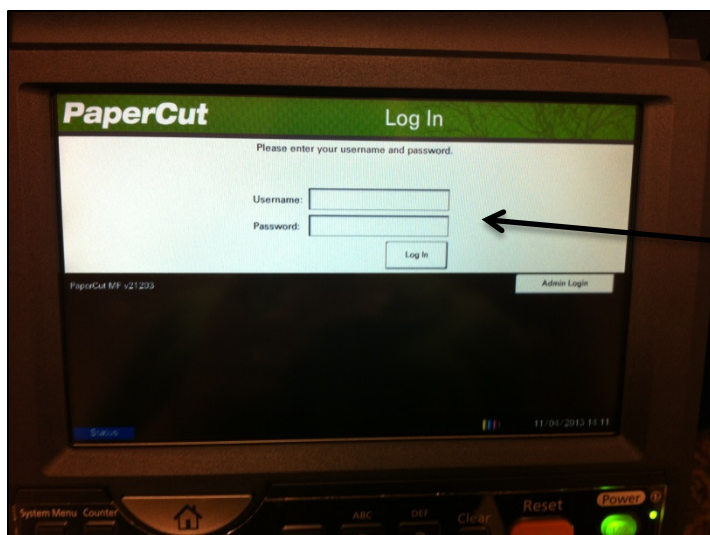 PaperCut
Log In
Please enter your username and password.
Username:
Password:
Log In
PaperCut MF v21203
Admin Login
Status
11/04/2013 14 11
System Menu Counter
ABC DEF Clear Reset Power